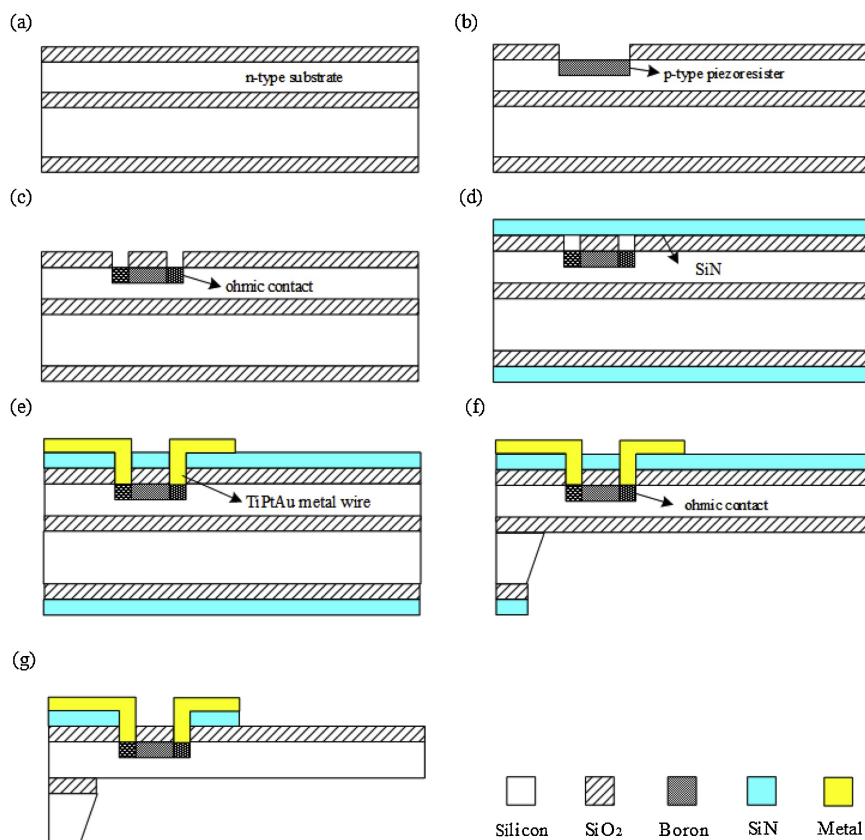 (a)
n-type substrate
(b)
p-type piezoresister
(c)
ohmic contact
(d)
SiN
(e)
TiPtAu metal wire
(f)
ohmic contact
(g)
Silicon SiO2 Boron SiN Metal